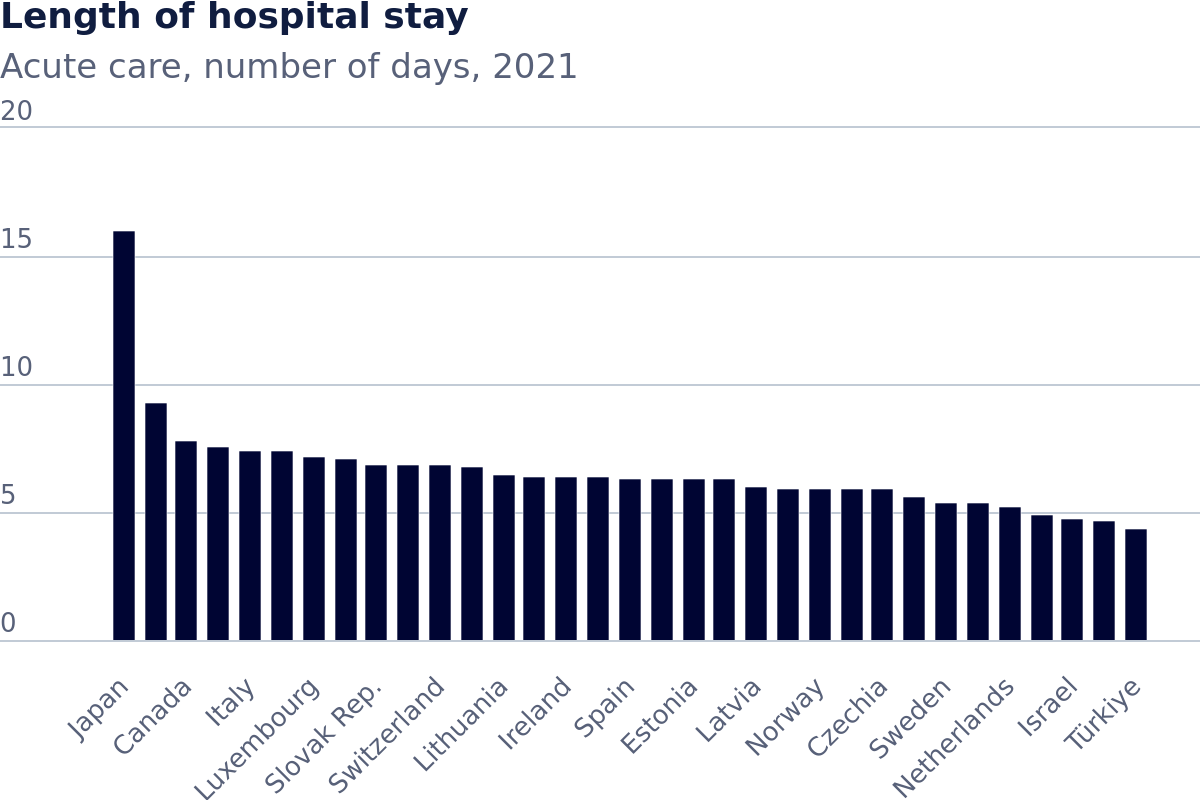 Length of hospital stay
Acute care, number of days, 2021
20
15
10
5
0
Japan
Canada
Italy
Luxembourg
Slovak Rep.
Switzerland
Lithuania
Ireland
Spain
Estonia
Latvia
Norway
Czechia
Sweden
Netherlands
Israel
Türkiye